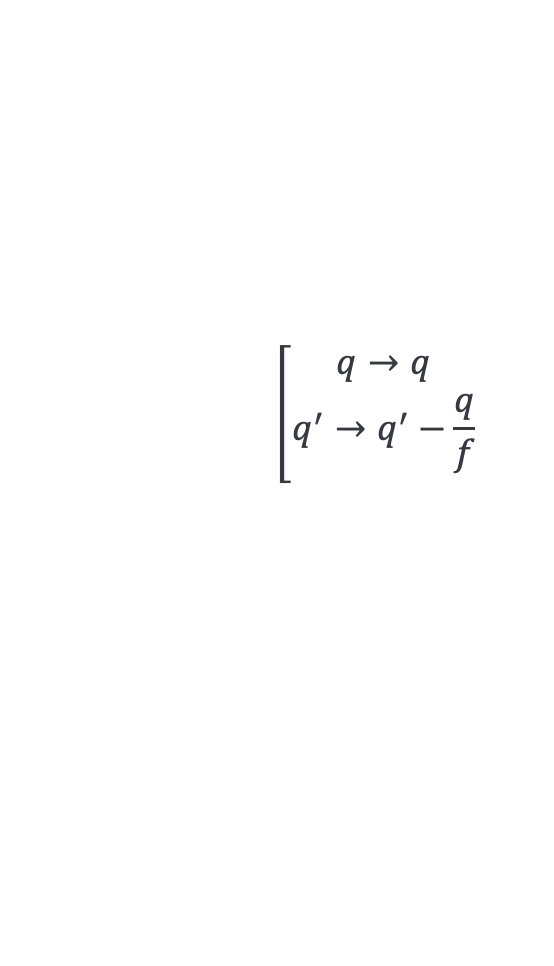 q → q
q′ → q′ − q/f